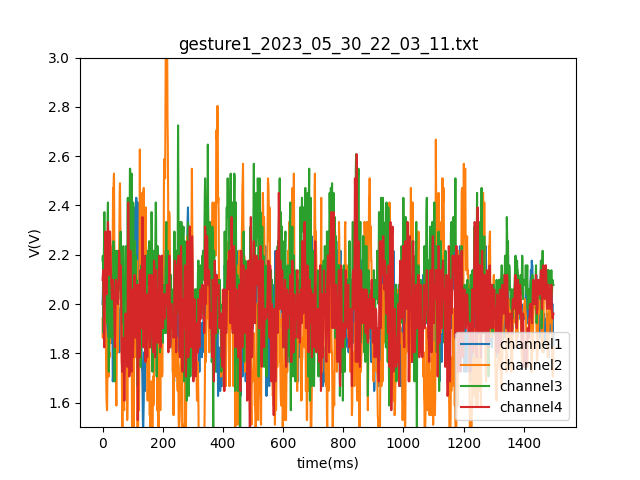 gesture1_2023_05_30_22_03_11.txt
V(V)
3.0
2.8
2.6
2.4
2.2
2.0
1.8
1.6
channel1
channel2
channel3
channel4
0 200 400 600 800 1000 1200 1400
time(ms)